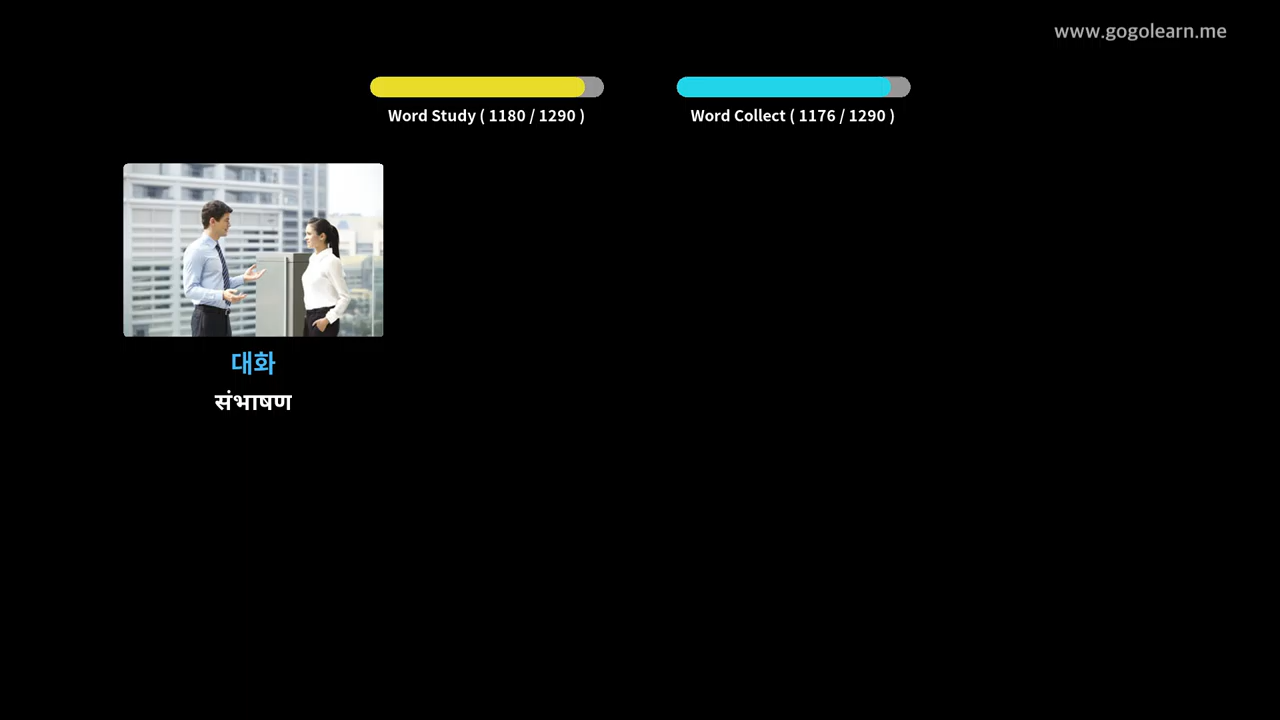 www.gogolearn.me
Word Study ( 1180 / 1290 )
Word Collect ( 1176 / 1290 )
대화
संभाषण